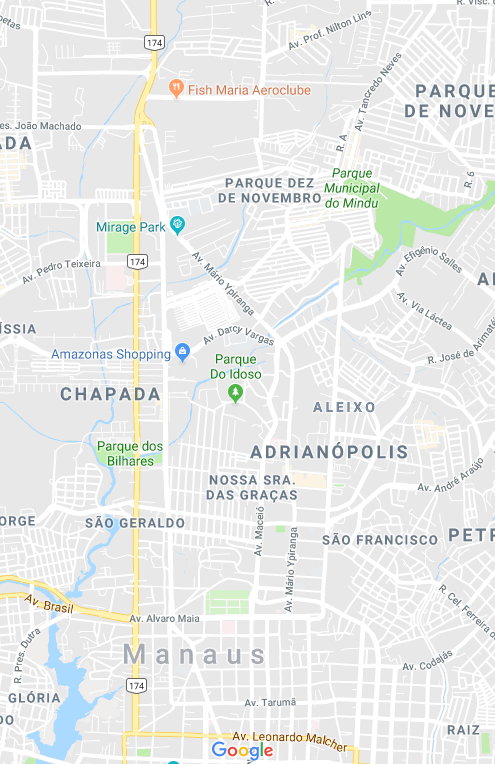 R. Visc. d
Av. Prof. Nilton Lins
petas
174
Fish Maria Aeroclube
Av. Tancredo Neves
PARQUE
DE NOVE
es. João Machado
ADA
R. A
R. 6
Parque
Municipal
do Mindu
PARQUE DEZ
DE NOVEMBRO
Mirage Park
174
Av. Pedro Teixeira
Av. Mário Ypiranga
Av. Efigênio Salles
Al
Av. Via Láctea
ÍSSIA
Av. Darcy Vargas
Amazonas Shopping
R. José de Arimaté
Parque
Do Idoso
CHAPADA
ALEIXO
Parque dos
Bilhares
ADRIANÓPOLIS
NOSSA SRA.
DAS GRAÇAS
Av. André Araújo
ORGE
SÃO GERALDO
Av. Maceió
SÃO FRANCISCO
PETR
Av. Mário Ypiranga
Av. Brasil
R. Cel. Ferreira de
Av. Alvaro Maia
R. Pres. Dutra
Manaus
Av. Codajás
174
GLÓRIA
Av. Tarumã
DO
RAIZ
Av. Leonardo Malcher
Google